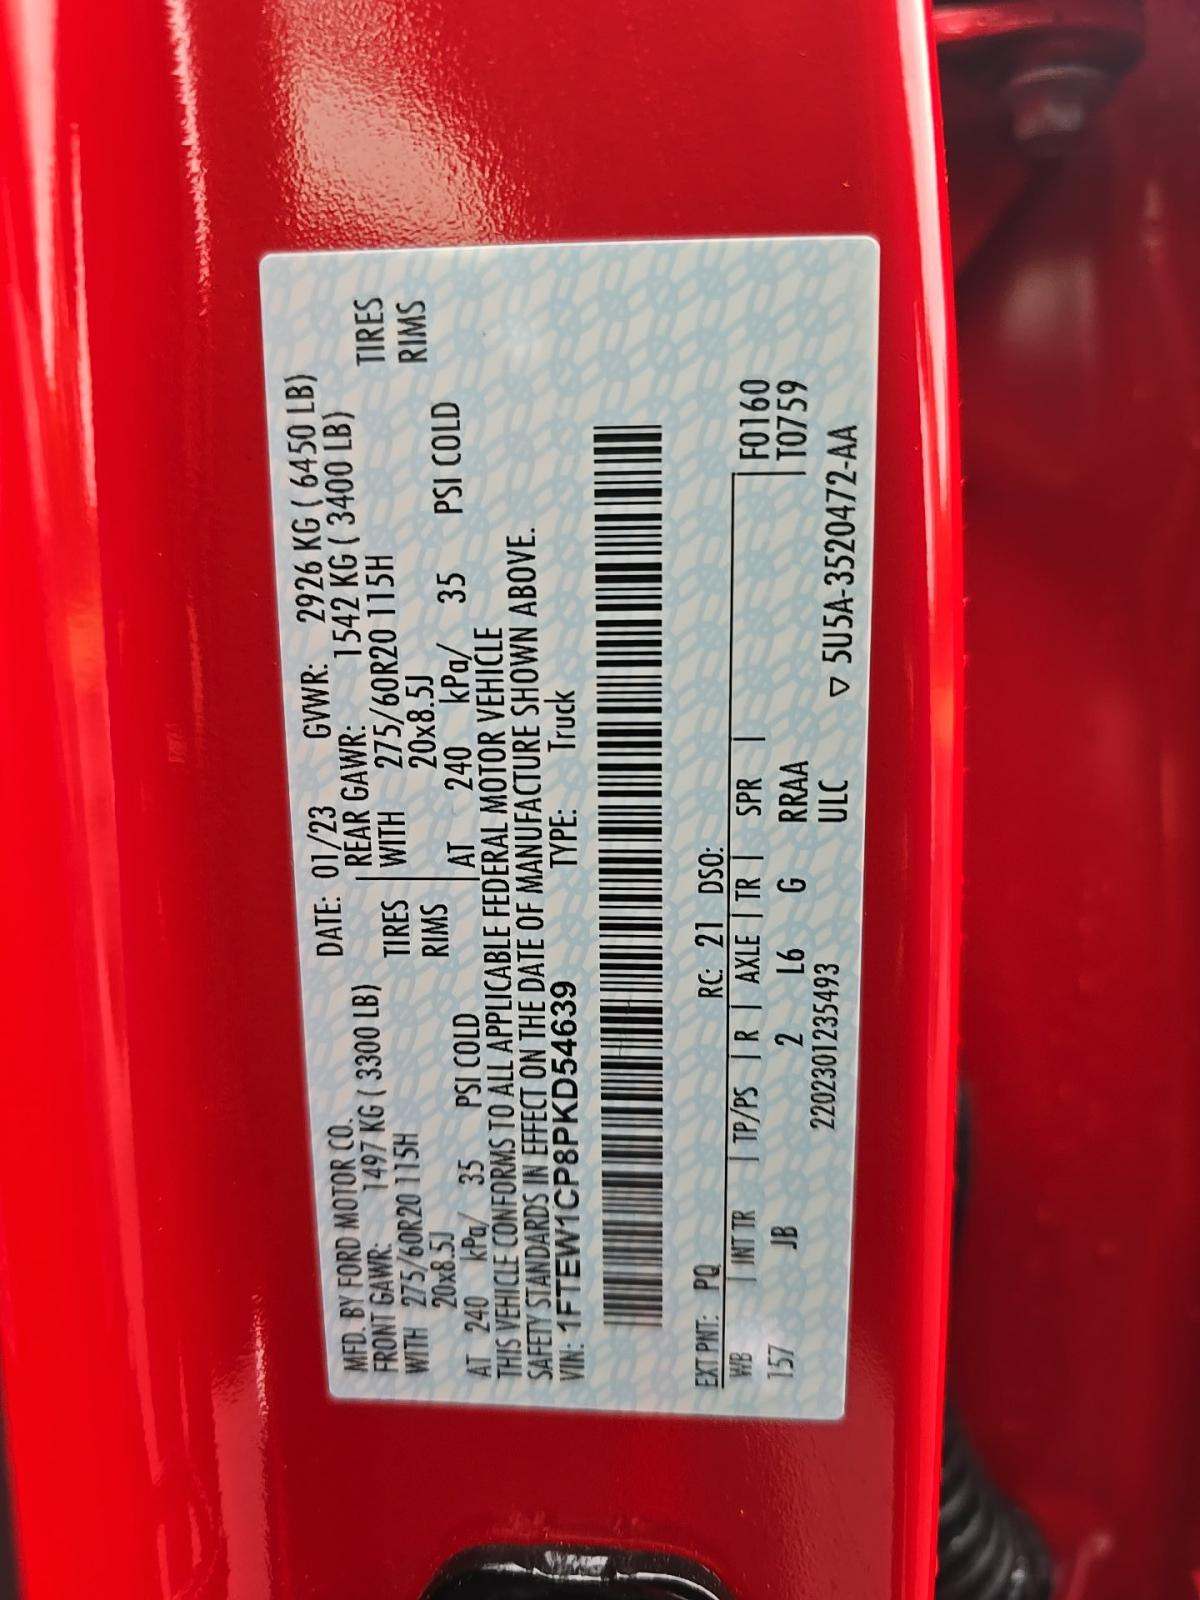 MFD. BY FORD MOTOR CO. DATE: 01/23 GVWR: 2926 KG ( 6450 LB)
FRONT GAWR: 1497 KG ( 3300 LB) REAR GAWR: 1542 KG ( 3400 LB)
WITH 275/60R20 115H TIRES WITH 275/60R20 115H TIRES
20x8.5J RIMS 20x8.5J RIMS
AT 240 kPa/ 35 PSI COLD AT 240 kPa/ 35 PSI COLD
THIS VEHICLE CONFORMS TO ALL APPLICABLE FEDERAL MOTOR VEHICLE
SAFETY STANDARDS IN EFFECT ON THE DATE OF MANUFACTURE SHOWN ABOVE.
VIN: 1FTEW1CP8PKD54639 TYPE: Truck
EXT PNT: PQ RC: 21 DSO:
WB | INT TR | TP/PS | R | AXLE | TR | SPR | F0160
157 JB 2 L6 G RRAA | T0759
2202301235493 ULC ▽ 5U5A-3520472-AA